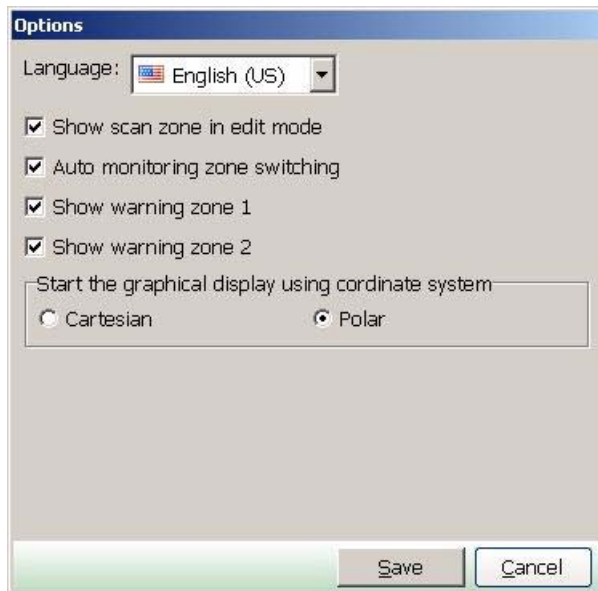 Options
Language: English (US)
Show scan zone in edit mode
Auto monitoring zone switching
Show warning zone 1
Show warning zone 2
Start the graphical display using cordinate system
Cartesian Polar
Save Cancel